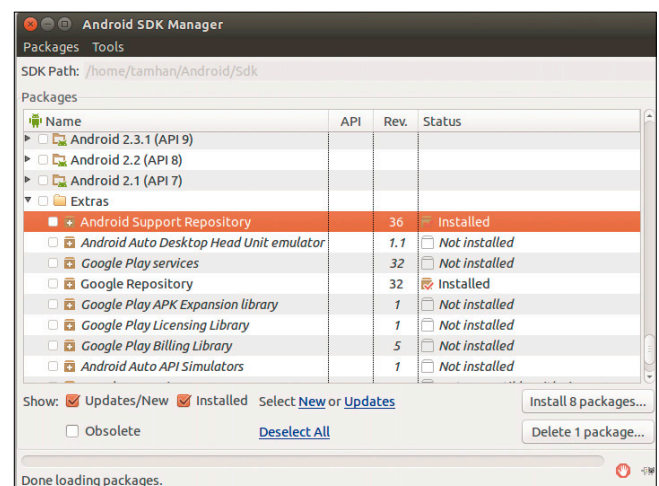 Android SDK Manager
Packages Tools
SDK Path: /home/tamhan/Android/Sdk
Packages
Name API Rev. Status
Android 2.3.1 (API 9)
Android 2.2 (API 8)
Android 2.1 (API 7)
Extras
Android Support Repository 36 Installed
Android Auto Desktop Head Unit emulator 1.1 Not installed
Google Play services 32 Not installed
Google Repository 32 Installed
Google Play APK Expansion library 1 Not installed
Google Play Licensing Library 1 Not installed
Google Play Billing Library 5 Not installed
Android Auto API Simulators 1 Not installed
Show: Updates/New Installed Select New or Updates Install 8 packages...
Obsolete Deselect All Delete 1 package...
Done loading packages.